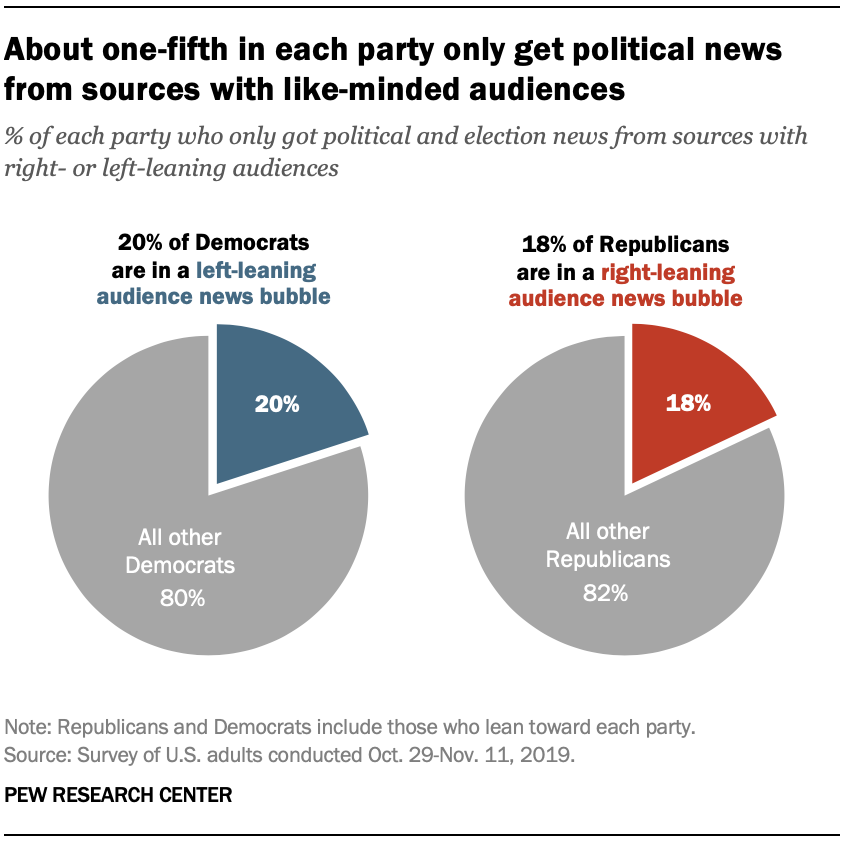 About one-fifth in each party only get political news
from sources with like-minded audiences
% of each party who only got political and election news from sources with
right- or left-leaning audiences
20% of Democrats
are in a left-leaning
audience news bubble
20%
All other
Democrats
80%
18% of Republicans
are in a right-leaning
audience news bubble
18%
All other
Republicans
82%
Note: Republicans and Democrats include those who lean toward each party.
Source: Survey of U.S. adults conducted Oct. 29-Nov. 11, 2019.
PEW RESEARCH CENTER